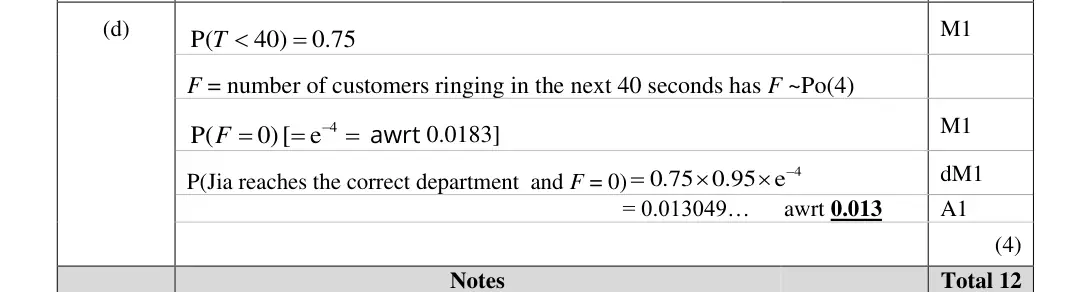 (d) P(T < 40) = 0.75 M1
F = number of customers ringing in the next 40 seconds has F ~Po(4)
P(F = 0) [= e⁻⁴ = awrt 0.0183] M1
P(Jia reaches the correct department and F = 0) = 0.75 × 0.95 × e⁻⁴ dM1
= 0.013049… awrt 0.013 A1
(4)
Notes Total 12